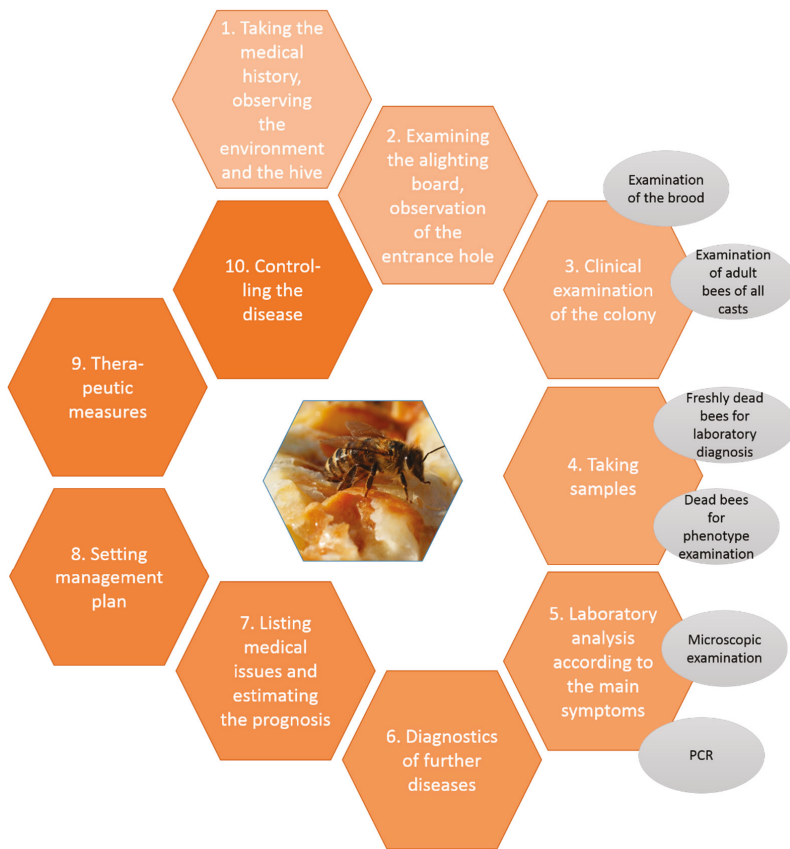 1. Taking the
medical
history,
observing
the
environment
and the hive
2. Examining
the alighting
board,
observation
of the
entrance hole
Examination
of the brood
3. Clinical
examination
of the colony
Examination
of adult
bees of all
casts
4. Taking
samples
Freshly dead
bees for
laboratory
diagnosis
Dead bees
for
phenotype
examination
5. Laboratory
analysis
according to
the main
symptoms
Microscopic
examination
PCR
6. Diagnostics
of further
diseases
7. Listing
medical
issues and
estimating
the prognosis
8. Setting
management
plan
9. Thera-
peutic
measures
10. Control-
ling the
disease